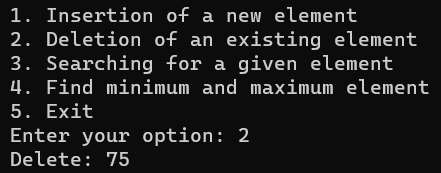 1. Insertion of a new element
2. Deletion of an existing element
3. Searching for a given element
4. Find minimum and maximum element
5. Exit
Enter your option: 2
Delete: 75